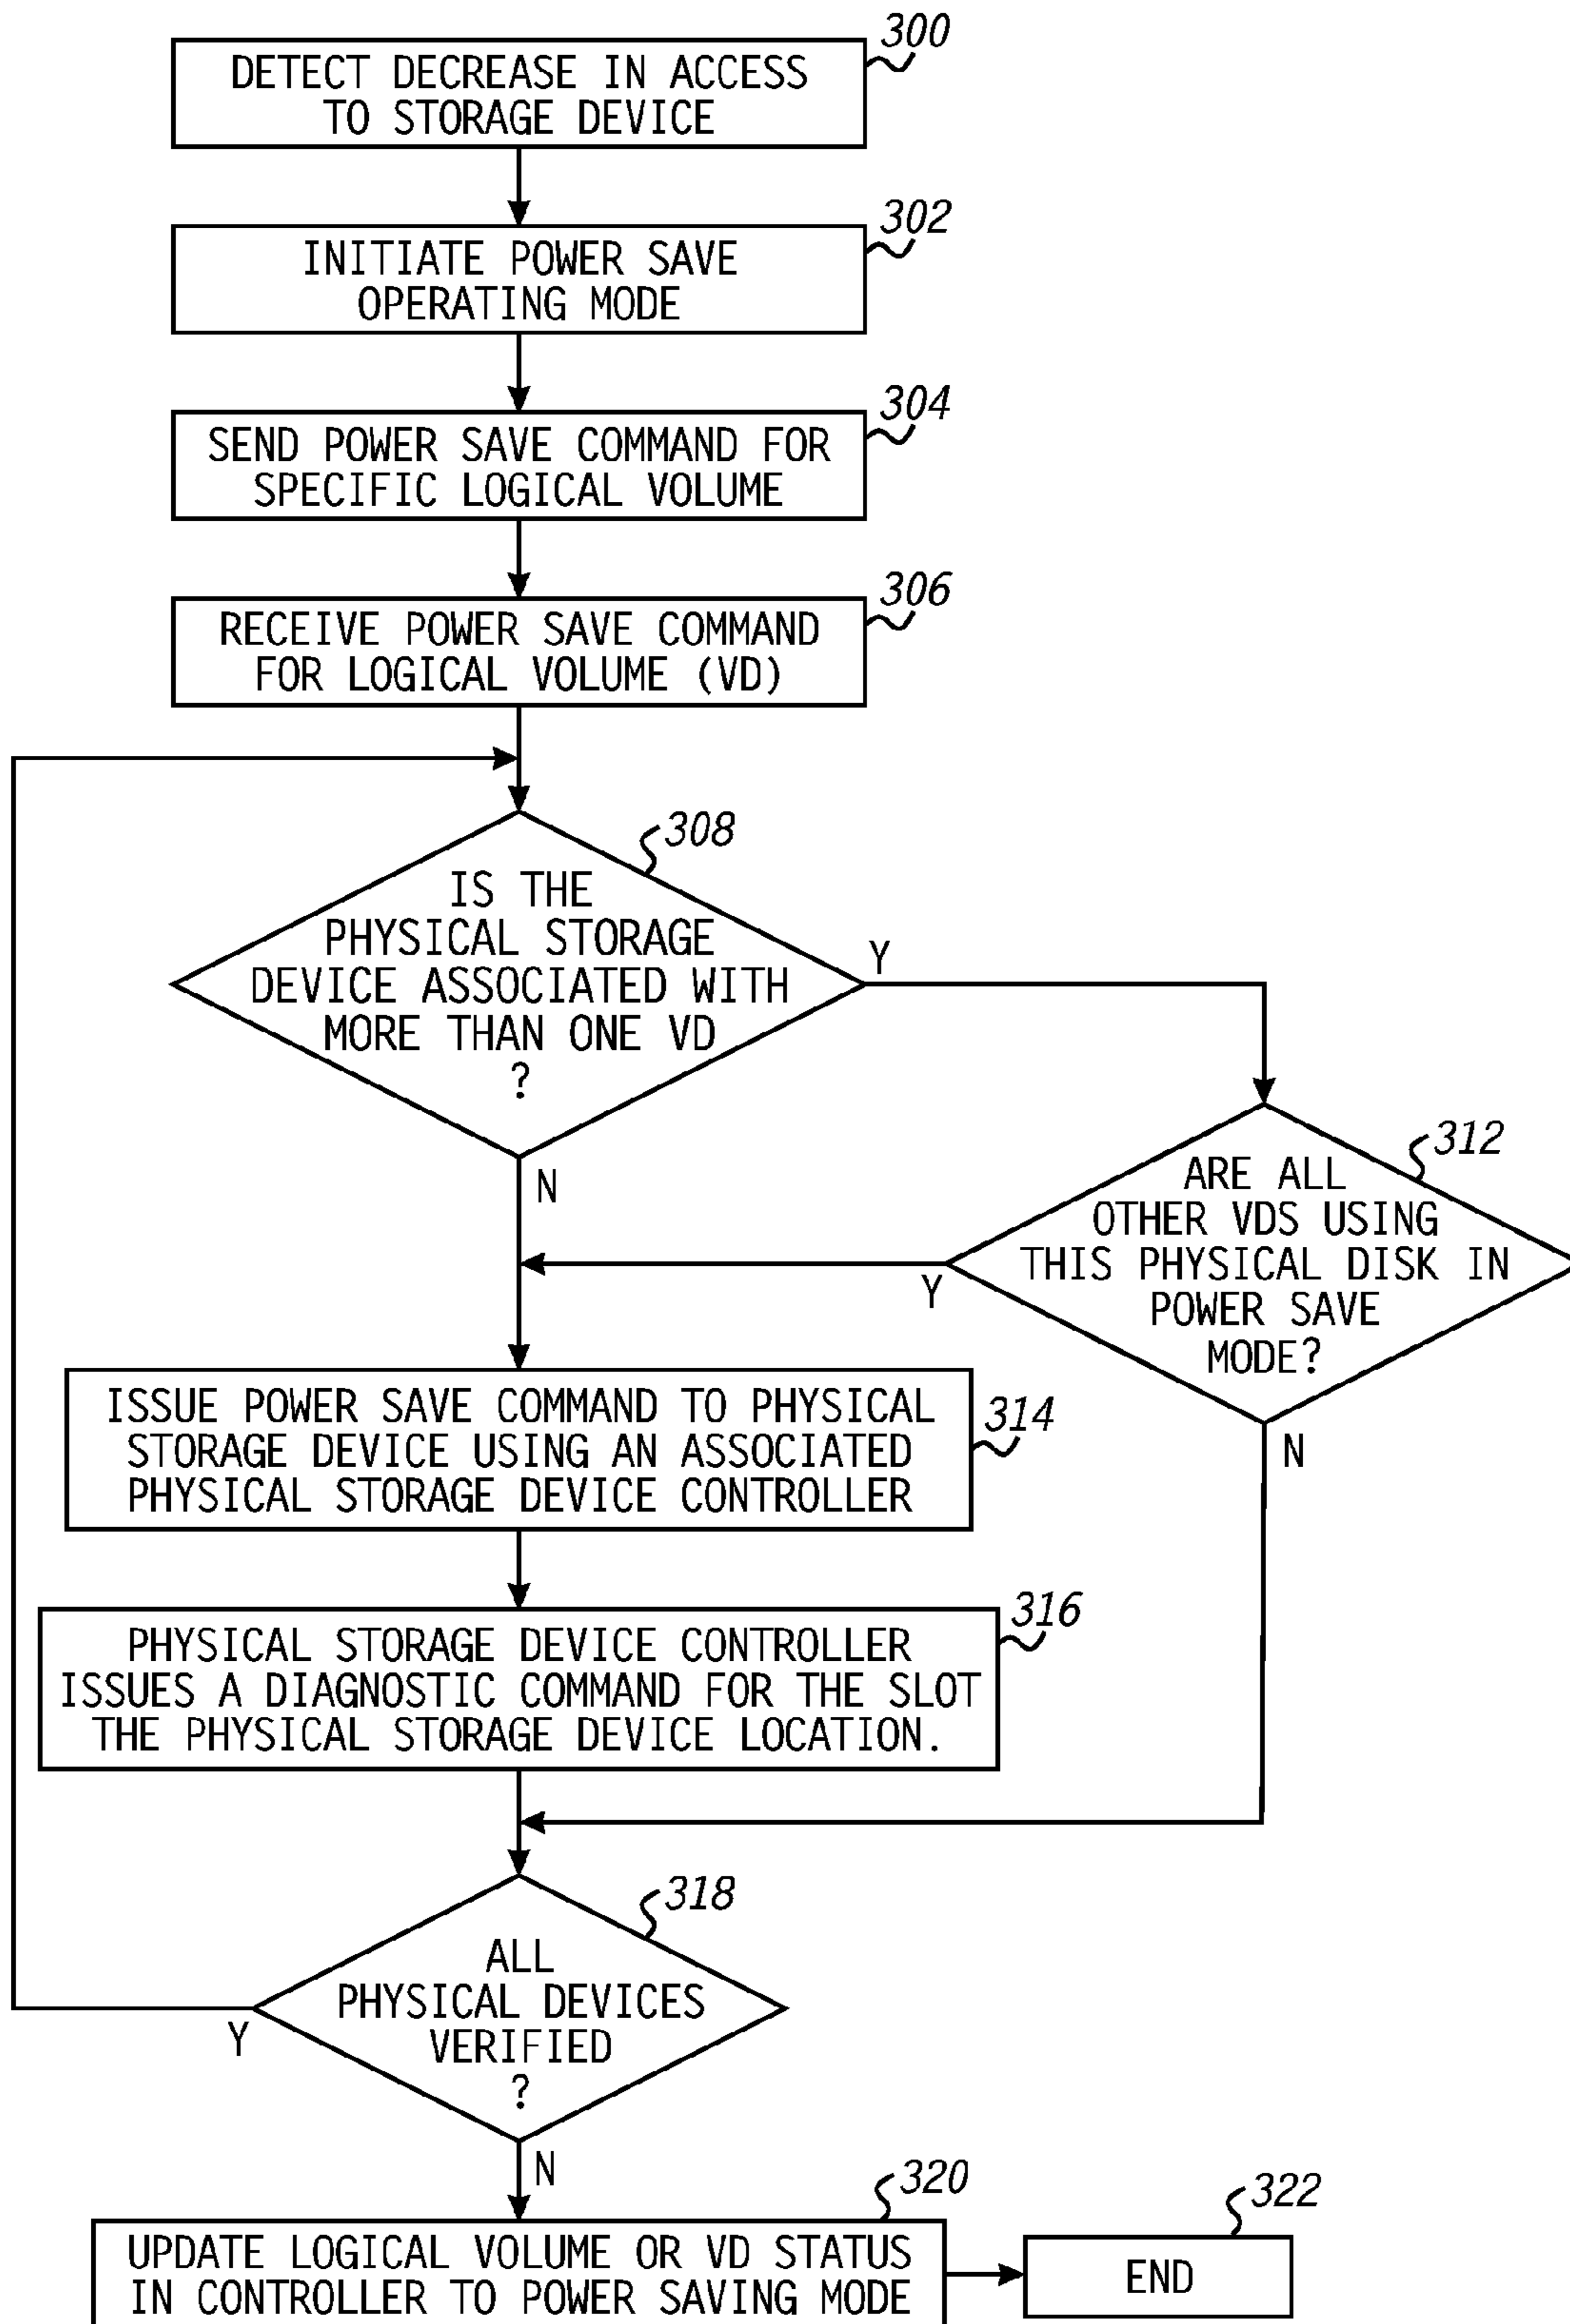 300
DETECT DECREASE IN ACCESS
TO STORAGE DEVICE
302
INITIATE POWER SAVE
OPERATING MODE
304
SEND POWER SAVE COMMAND FOR
SPECIFIC LOGICAL VOLUME
306
RECEIVE POWER SAVE COMMAND
FOR LOGICAL VOLUME (VD)
308
IS THE
PHYSICAL STORAGE
DEVICE ASSOCIATED WITH
MORE THAN ONE VD
?
Y
N
312
ARE ALL
OTHER VDS USING
THIS PHYSICAL DISK IN
POWER SAVE
MODE?
Y
N
314
ISSUE POWER SAVE COMMAND TO PHYSICAL
STORAGE DEVICE USING AN ASSOCIATED
PHYSICAL STORAGE DEVICE CONTROLLER
316
PHYSICAL STORAGE DEVICE CONTROLLER
ISSUES A DIAGNOSTIC COMMAND FOR THE SLOT
THE PHYSICAL STORAGE DEVICE LOCATION.
318
ALL
PHYSICAL DEVICES
VERIFIED
?
Y
N
320
UPDATE LOGICAL VOLUME OR VD STATUS
IN CONTROLLER TO POWER SAVING MODE
322
END